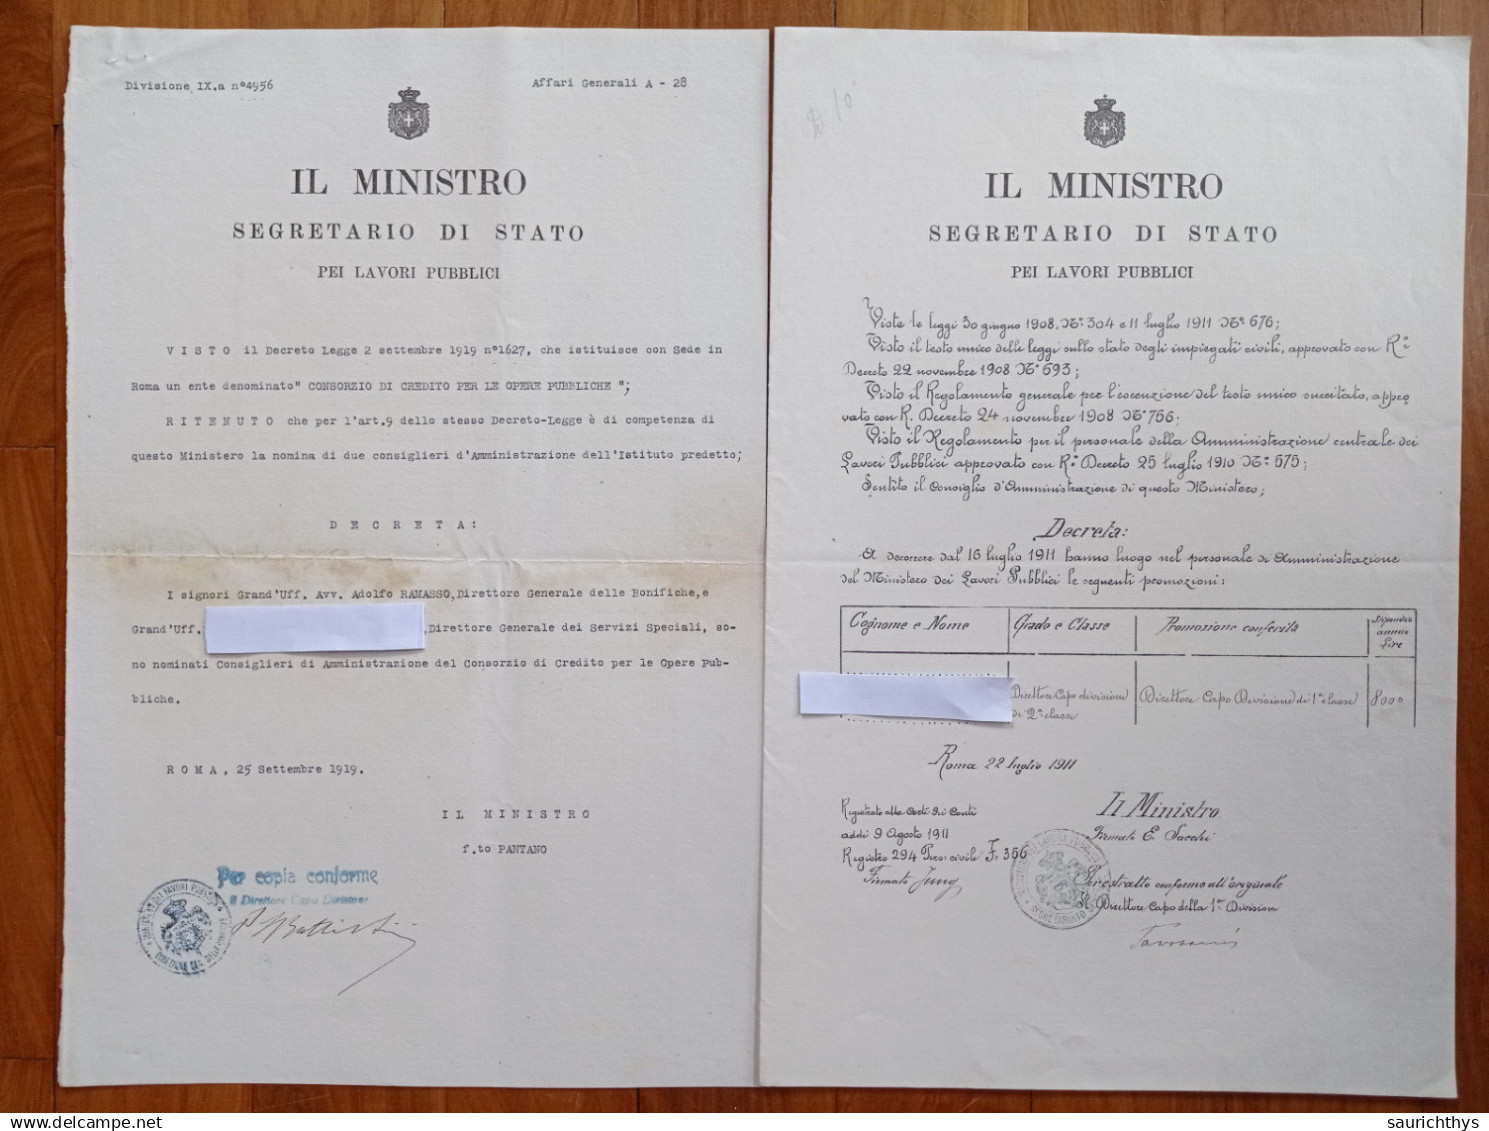 Divisione IX.a n°4956
Affari Generali A - 28
IL MINISTRO
SEGRETARIO DI STATO
PEI LAVORI PUBBLICI
VISTO il Decreto Legge 2 settembre 1919 n°1627, che istituisce con Sede in
Roma un ente denominato" CONSORZIO DI CREDITO PER LE OPERE PUBBLICHE ";
RITENUTO che per l'art.9 dello stesso Decreto-Legge è di competenza di
questo Ministero la nomina di due consiglieri d'Amministrazione dell'Istituto predetto;
DECRETA:
I signori Grand'Uff. Avv. Adolfo RAMASSO,Direttore Generale delle Bonifiche,e
Grand'Uff. ,Direttore Generale dei Servizi Speciali, so-
no nominati Consiglieri di Amministrazione del Consorzio di Credito per le Opere Pub-
bliche.
ROMA, 25 Settembre 1919.
IL MINISTRO
f.to PANTANO
Per copia conforme
Il Direttore Capo Divisione
IL MINISTRO
SEGRETARIO DI STATO
PEI LAVORI PUBBLICI
Viste le leggi 30 giugno 1908, N° 304 e 11 luglio 1911 N° 676;
Visto il testo unico delle leggi sullo stato degli impiegati civili, approvato con R°
Decreto 22 novembre 1908 N° 693;
Visto il Regolamento generale per l'esecuzione del testo unico succitato, appro
vato con R. Decreto 24 novembre 1908 N° 756;
Visto il Regolamento per il personale della Amministrazione centrale dei
Lavori Pubblici approvato con R° Decreto 25 luglio 1910 N° 575;
Sentito il Consiglio d'Amministrazione di questo Ministero;
Decreta:
A decorrere dal 16 luglio 1911 hanno luogo nel personale di Amministrazione
del Ministero dei Lavori Pubblici le seguenti promozioni:
Cognome e Nome Grado e Classe Promozione conferita Stipendio annuo Lire
Direttore Capo divisione di 2ª classe Direttore Capo Divisione di 1ª classe 8000
Roma 22 luglio 1911
Registrato alla Corte dei Conti
addì 9 Agosto 1911
Registro 294 Pers. civile F. 356
Firmato Jung
Il Ministro
Firmato E. Sacchi
Per estratto conforme all'originale
Il Direttore Capo della 1ª Division
saurichthys